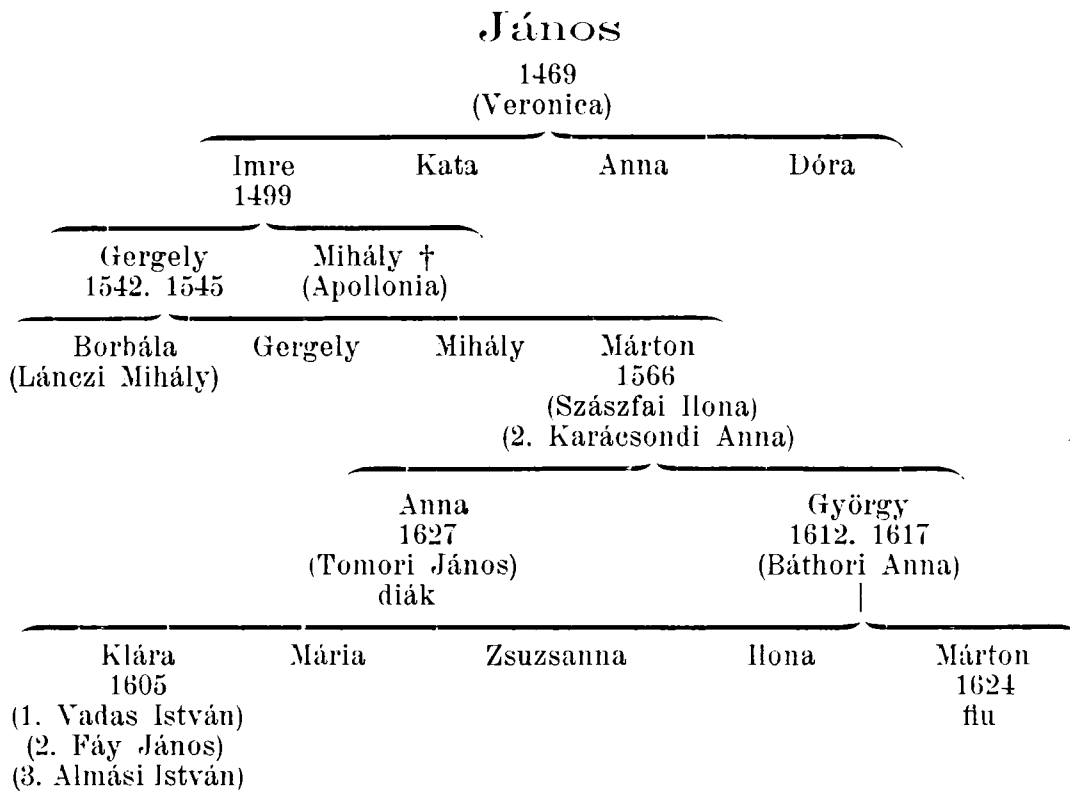 János
1469
(Veronica)
Imre Kata Anna Dóra
1499
Gergely Mihály †
1542. 1545 (Apollonia)
Borbála Gergely Mihály Márton
(Lánczi Mihály) 1566
(Szászfai Ilona)
(2. Karácsondi Anna)
Anna György
1627 1612. 1617
(Tomori János) (Báthori Anna)
diák
Klára Mária Zsuzsanna Ilona Márton
1605 1624
(1. Vadas István) fiu
(2. Fáy János)
(3. Almási István)